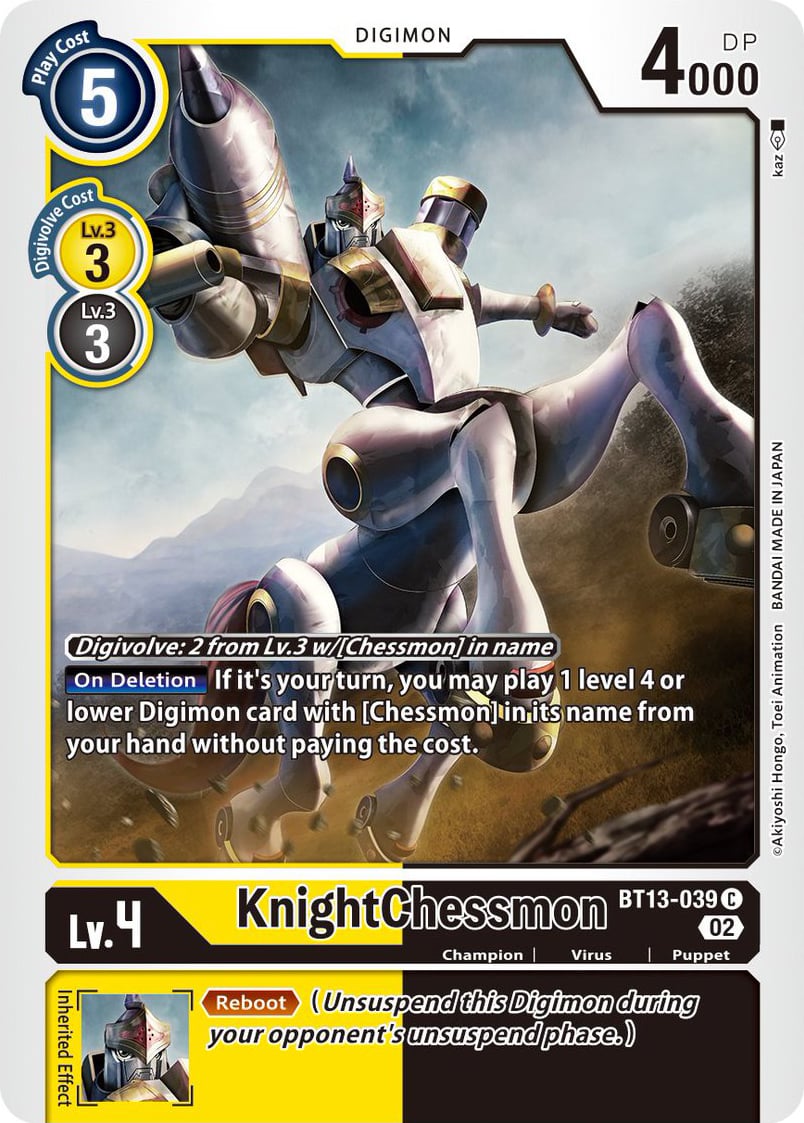 DIGIMON
Play Cost
5
DP
4000
kaz
Digivolve Cost
Lv.3
3
Lv.3
3
©Akiyoshi Hongo, Toei Animation BANDAI MADE IN JAPAN
Digivolve: 2 from Lv.3 w/[Chessmon] in name
On Deletion If it's your turn, you may play 1 level 4 or
lower Digimon card with [Chessmon] in its name from
your hand without paying the cost.
Lv.4
KnightChessmon
BT13-039 C
02
Champion | Virus | Puppet
Inherited Effect
Reboot (Unsuspend this Digimon during
your opponent's unsuspend phase.)